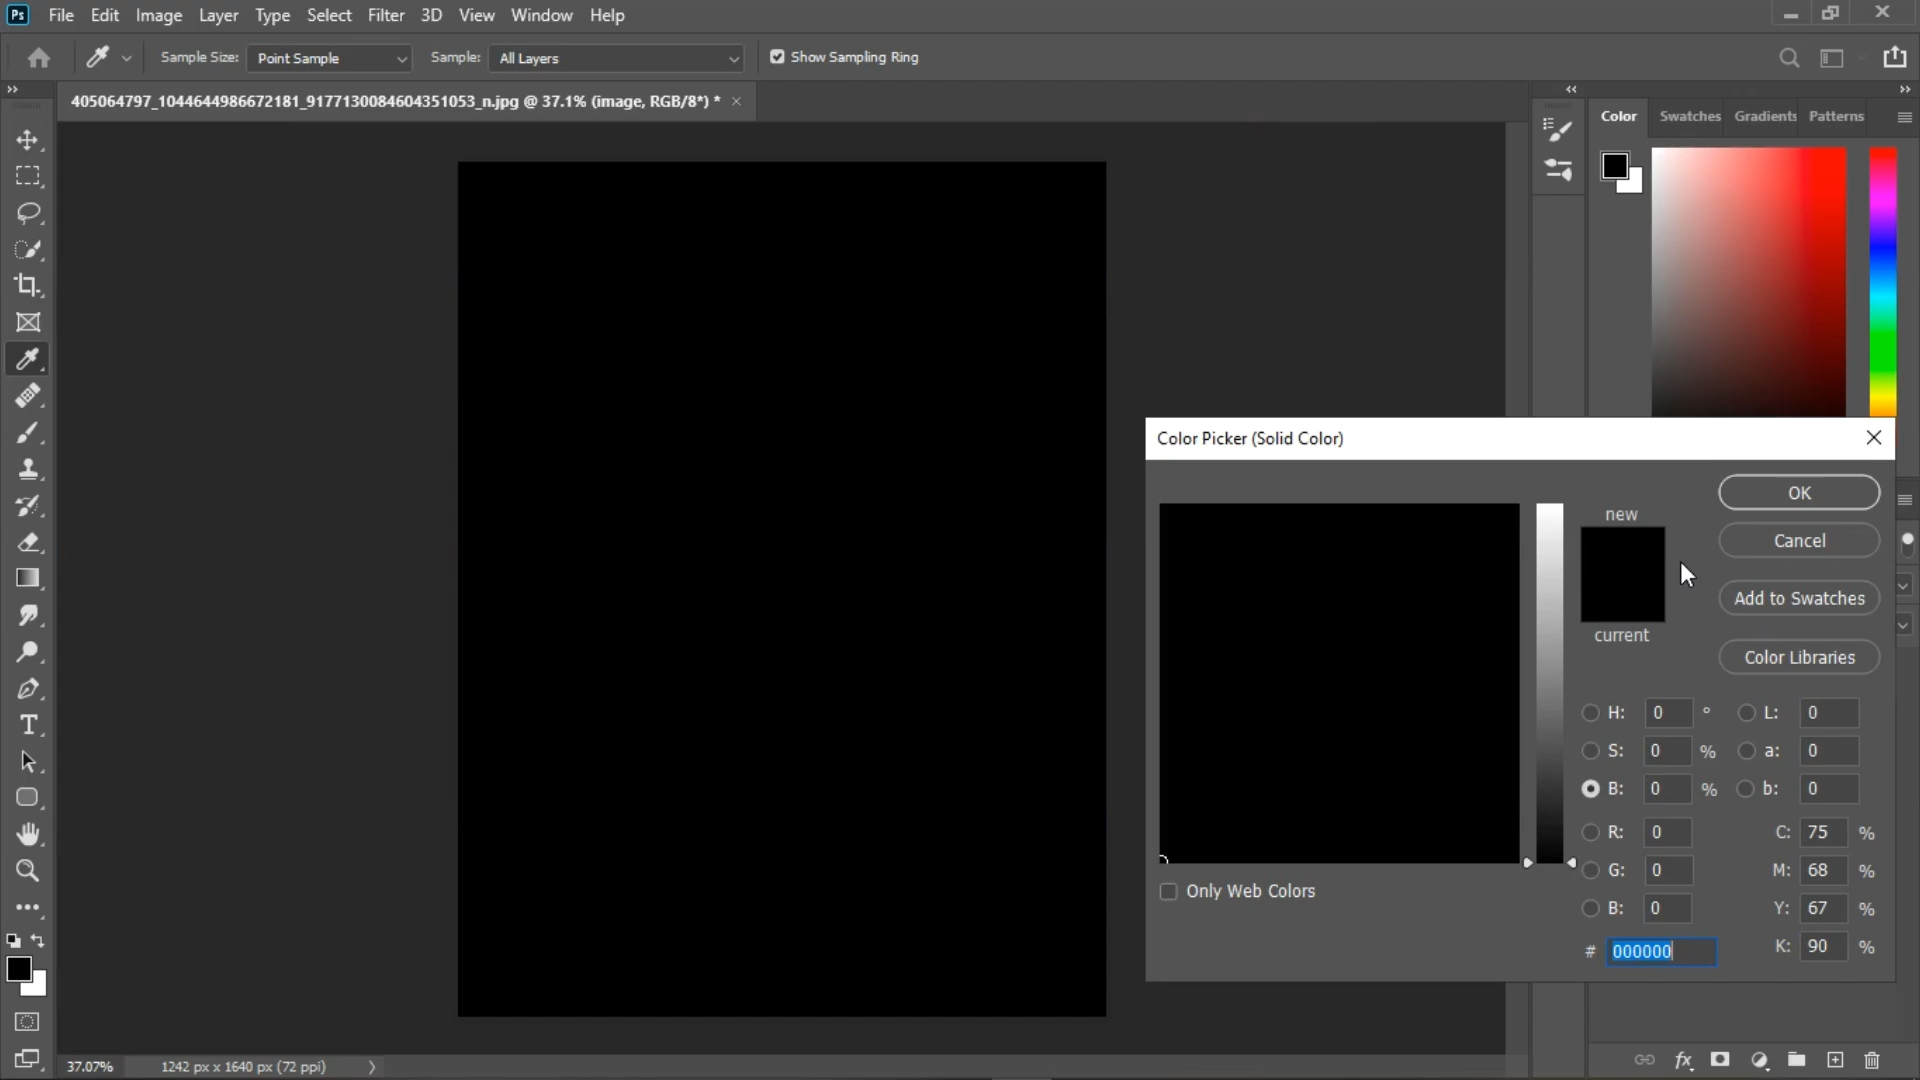 Ps File Edit Image Layer Type Select Filter 3D View Window Help
Sample Size: Point Sample Sample: All Layers Show Sampling Ring
405064797_1044644986672181_9177130084604351053_n.jpg @ 37.1% (image, RGB/8*) *
Color Swatches Gradients Patterns
Color Picker (Solid Color)
OK
new
Cancel
Add to Swatches
current
Color Libraries
H: 0 ° L: 0
S: 0 % a: 0
B: 0 % b: 0
R: 0 C: 75 %
G: 0 M: 68 %
Only Web Colors
B: 0 Y: 67 %
# 000000 K: 90 %
T
fx
37.07% 1242 px x 1640 px (72 ppi)